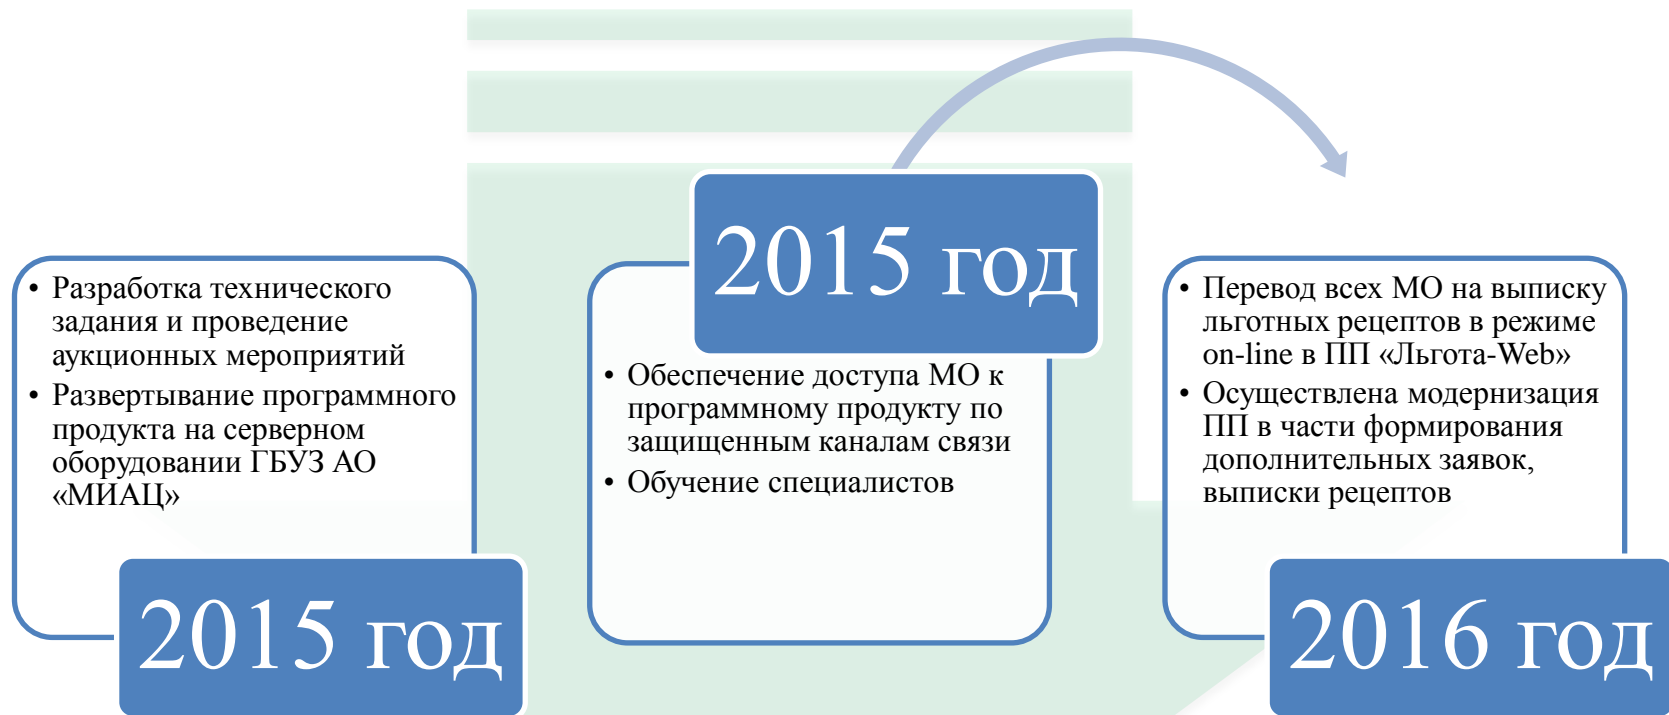 • Разработка технического
задания и проведение
аукционных мероприятий
• Развертывание программного
продукта на серверном
оборудовании ГБУЗ АО
«МИАЦ»
2015 год
2015 год
• Обеспечение доступа МО к
программному продукту по
защищенным каналам связи
• Обучение специалистов
• Перевод всех МО на выписку
льготных рецептов в режиме
on-line в ПП «Льгота-Web»
• Осуществлена модернизация
ПП в части формирования
дополнительных заявок,
выписки рецептов
2016 год